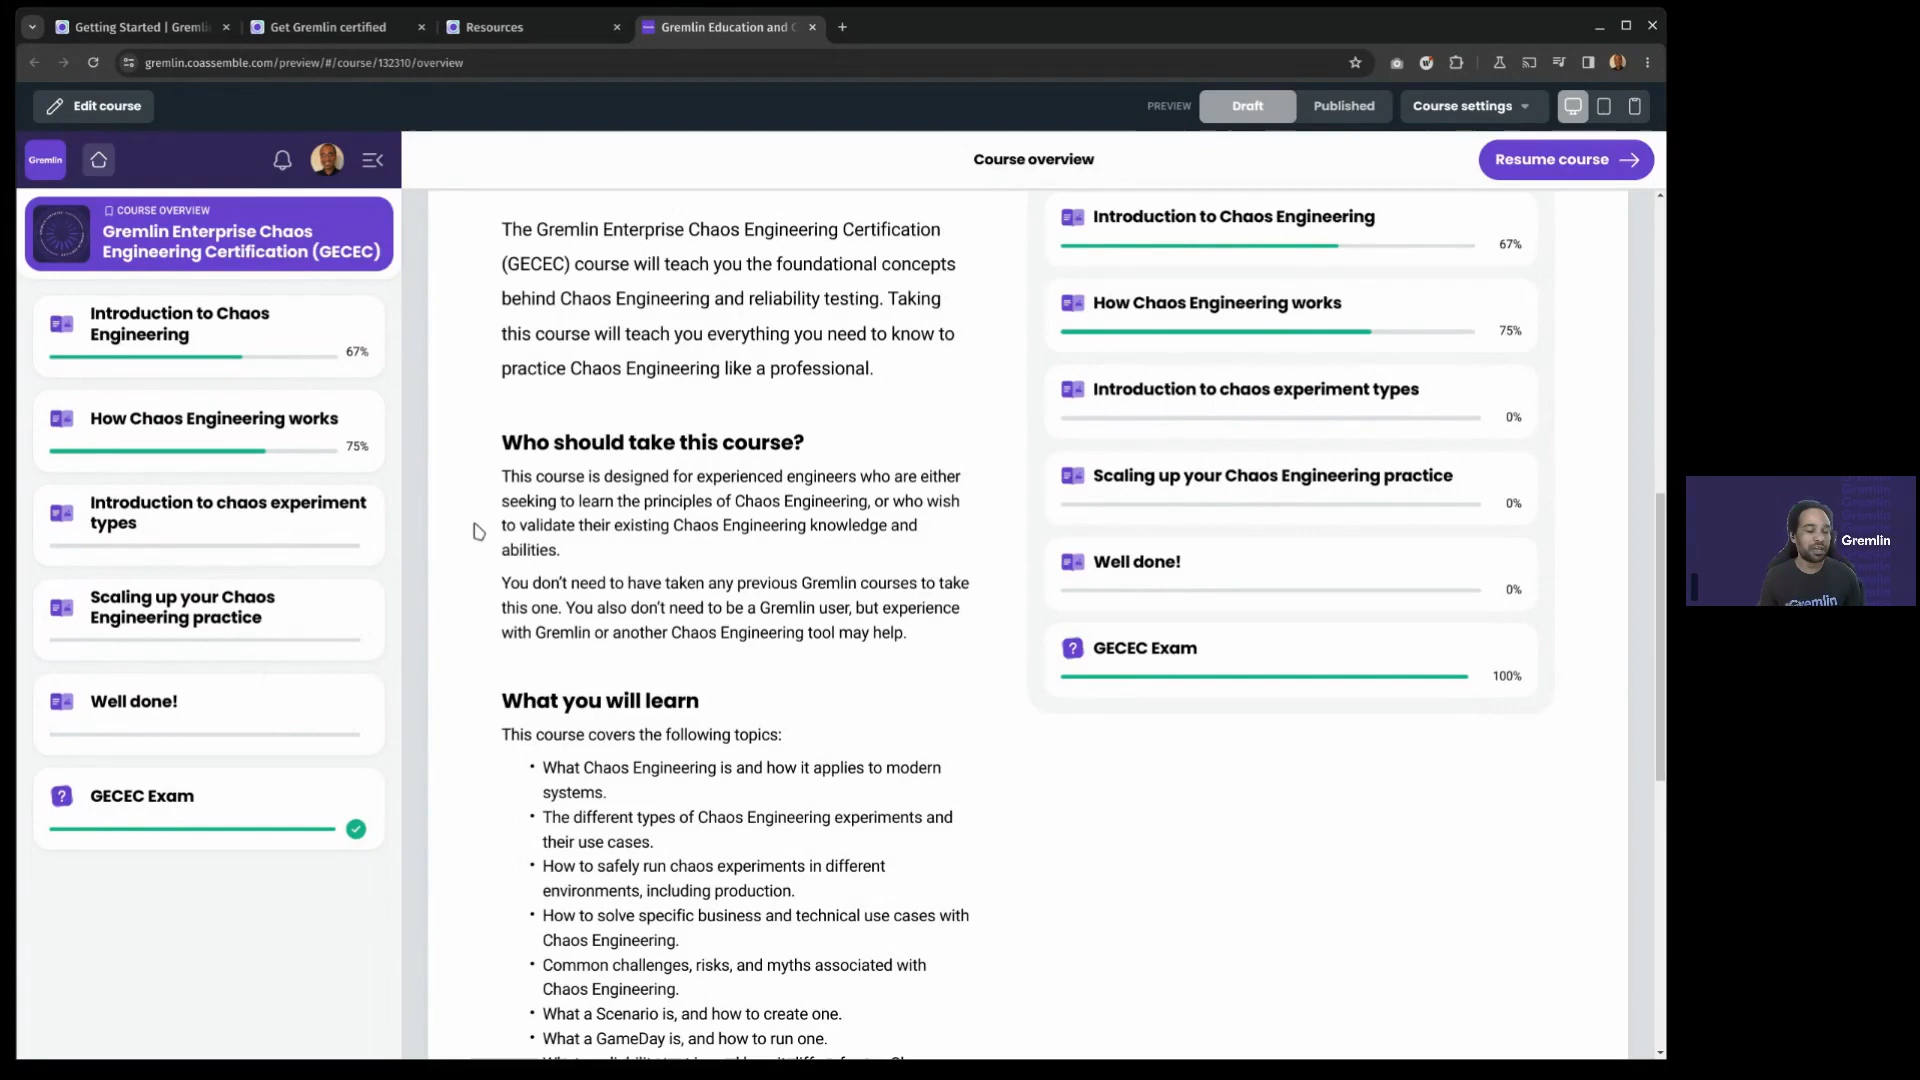 Getting Started | Gremli
Get Gremlin certified
Resources
Gremlin Education and C
gremlin.coassemble.com/preview/#/course/132310/overview
Edit course
PREVIEW
Draft
Published
Course settings
Gremlin
Course overview
Resume course
COURSE OVERVIEW
Gremlin Enterprise Chaos
Engineering Certification (GECEC)
Introduction to Chaos
Engineering
67%
How Chaos Engineering works
75%
Introduction to chaos experiment
types
Scaling up your Chaos
Engineering practice
Well done!
GECEC Exam
The Gremlin Enterprise Chaos Engineering Certification
(GECEC) course will teach you the foundational concepts
behind Chaos Engineering and reliability testing. Taking
this course will teach you everything you need to know to
practice Chaos Engineering like a professional.
Who should take this course?
This course is designed for experienced engineers who are either
seeking to learn the principles of Chaos Engineering, or who wish
to validate their existing Chaos Engineering knowledge and
abilities.
You don't need to have taken any previous Gremlin courses to take
this one. You also don't need to be a Gremlin user, but experience
with Gremlin or another Chaos Engineering tool may help.
What you will learn
This course covers the following topics:
• What Chaos Engineering is and how it applies to modern
systems.
• The different types of Chaos Engineering experiments and
their use cases.
• How to safely run chaos experiments in different
environments, including production.
• How to solve specific business and technical use cases with
Chaos Engineering.
• Common challenges, risks, and myths associated with
Chaos Engineering.
• What a Scenario is, and how to create one.
• What a GameDay is, and how to run one.
Introduction to Chaos Engineering
67%
How Chaos Engineering works
75%
Introduction to chaos experiment types
0%
Scaling up your Chaos Engineering practice
0%
Well done!
0%
GECEC Exam
100%
Gremlin
Gremlin